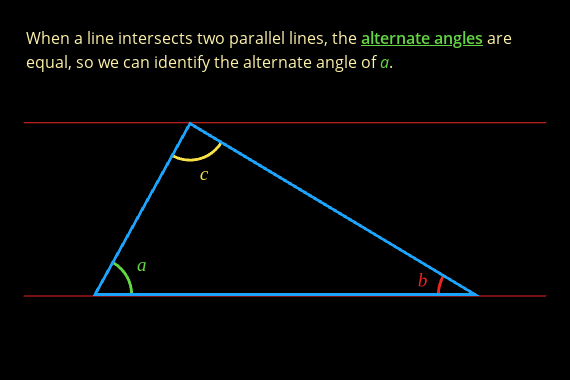 When a line intersects two parallel lines, the alternate angles are
equal, so we can identify the alternate angle of a.
c
a
b